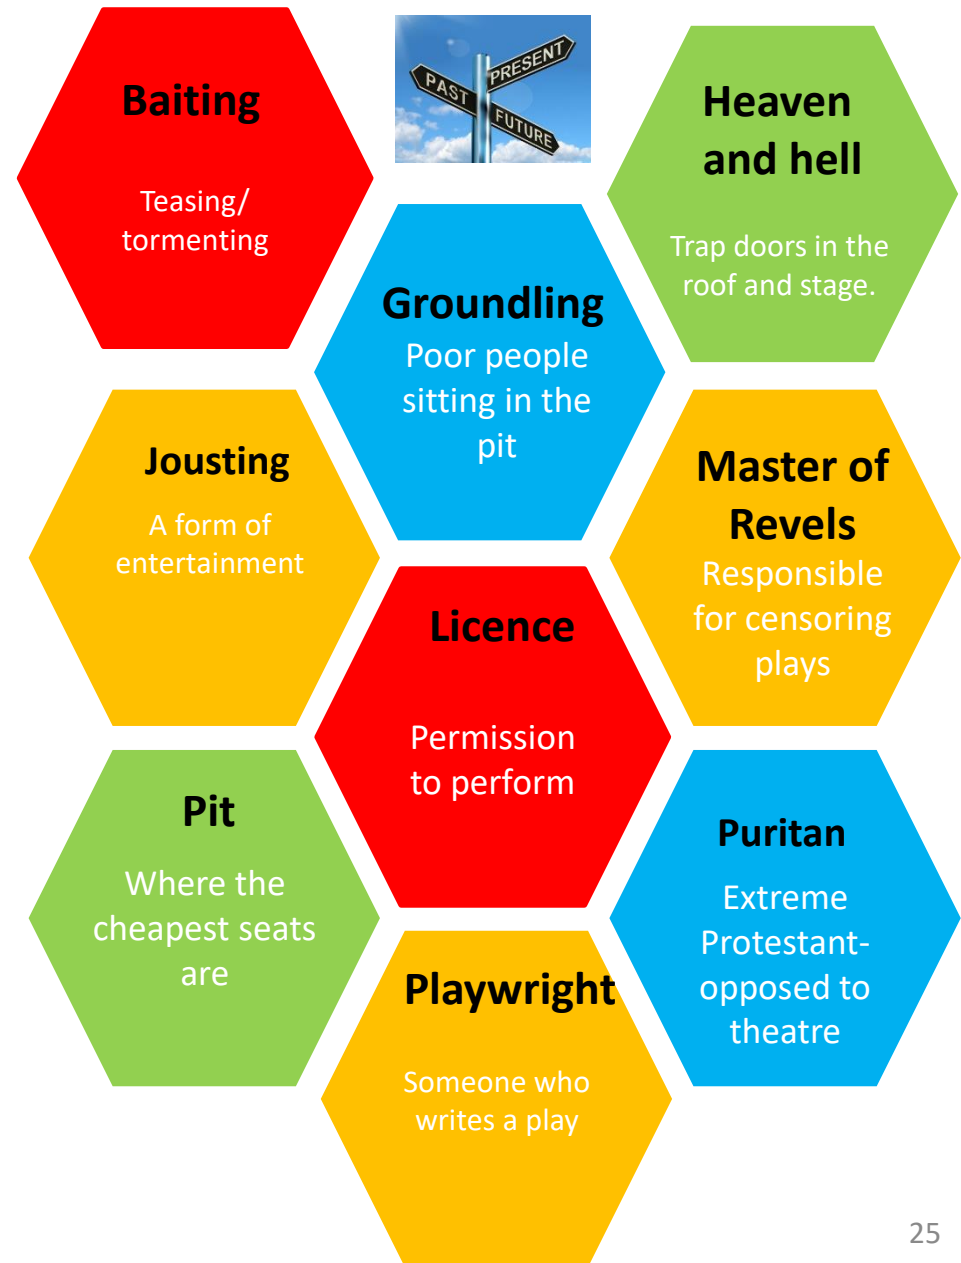 Baiting
Teasing/
tormenting
PAST
PRESENT
FUTURE
Heaven
and hell
Trap doors in the
roof and stage.
Groundling
Poor people
sitting in the
pit
Jousting
A form of
entertainment
Master of
Revels
Responsible
for censoring
plays
Licence
Permission
to perform
Pit
Where the
cheapest seats
are
Puritan
Extreme
Protestant-
opposed to
theatre
Playwright
Someone who
writes a play
25